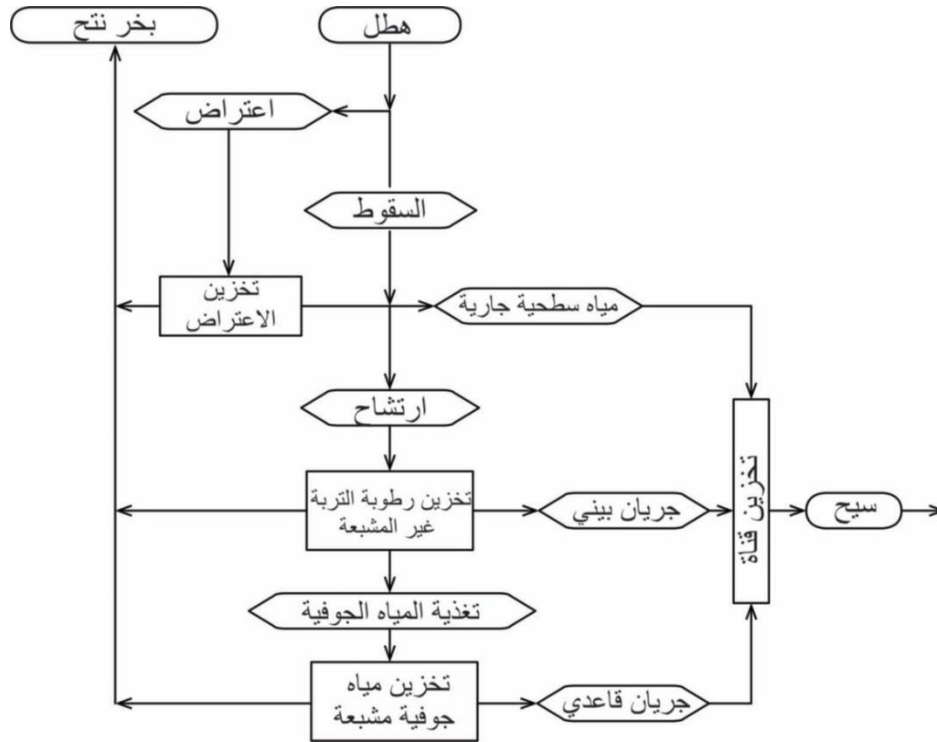 هطل
بخر نتح
اعتراض
السقوط
تخزين
الاعتراض
مياه سطحية جارية
ارتشاح
تخزين رطوبة التربة
غير المشبعة
جريان بيني
تخزين قناة
سيح
تغذية المياه الجوفية
تخزين مياه
جوفية مشبعة
جريان قاعدي